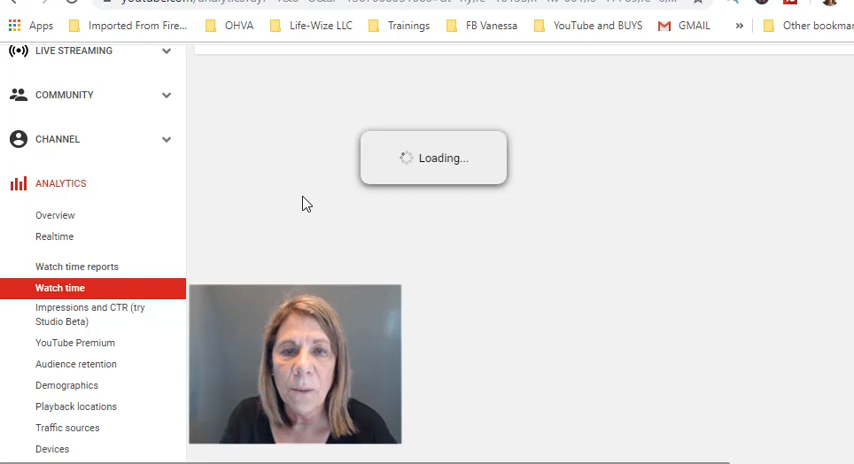 Apps Imported From Fire... OHVA Life-Wize LLC Trainings FB Vanessa YouTube and BUYS GMAIL » Other bookmar
LIVE STREAMING
COMMUNITY
Loading...
CHANNEL
ANALYTICS
Overview
Realtime
Watch time reports
Watch time
Impressions and CTR (try
Studio Beta)
YouTube Premium
Audience retention
Demographics
Playback locations
Traffic sources
Devices